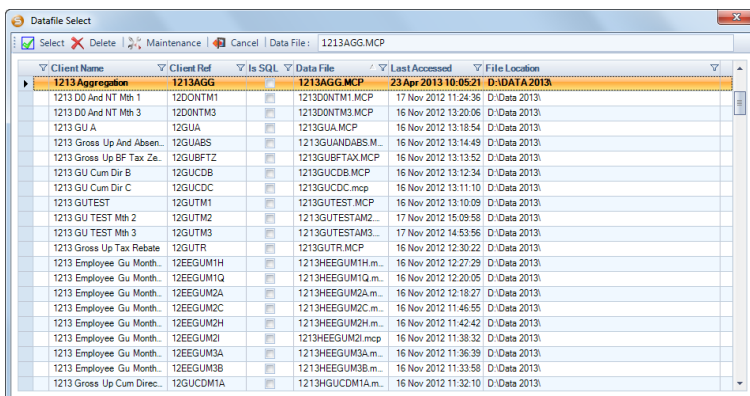 Datafile Select
Select Delete Maintenance Cancel Data File : 1213AGG.MCP
Client Name Client Ref Is SQL Data File Last Accessed File Location
1213 Aggregation 1213AGG 1213AGG.MCP 23 Apr 2013 10:05:21 D:\DATA 2013\
1213 D0 And NT Mth 1 12DONTM1 1213D0NTM1.MCP 17 Nov 2012 11:24:36 D:\Data 2013\
1213 D0 And NT Mth 3 12D0NTM3 1213D0NTM3.MCP 16 Nov 2012 13:20:06 D:\Data 2013\
1213 GU A 12GUA 1213GUA.MCP 16 Nov 2012 13:18:54 D:\Data 2013\
1213 Gross Up And Absen... 12GUABS 1213GUANDABS.M... 16 Nov 2012 13:14:49 D:\Data 2013\
1213 Gross Up BF Tax Ze... 12GUBFTZ 1213GUBFTAX.MCP 16 Nov 2012 13:13:52 D:\Data 2013\
1213 GU Cum Dir B 12GUCDB 1213GUCDB.MCP 16 Nov 2012 13:12:34 D:\Data 2013\
1213 GU Cum Dir C 12GUCDC 1213GUCDC.mcp 16 Nov 2012 13:11:10 D:\Data 2013\
1213 GUTEST 12GUTM1 1213GUTEST.MCP 16 Nov 2012 13:10:09 D:\Data 2013\
1213 GU TEST Mth 2 12GUTM2 1213GUTESTAM2... 17 Nov 2012 15:09:58 D:\Data 2013\
1213 GU TEST Mth 3 12GUTM3 1213GUTESTAM3... 17 Nov 2012 14:53:56 D:\Data 2013\
1213 Gross Up Tax Rebate 12GUTR 1213GUTR.MCP 16 Nov 2012 12:30:22 D:\Data 2013\
1213 Employee Gu Month... 12EEGUM1H 1213HEEGUM1H.m... 16 Nov 2012 12:27:29 D:\Data 2013\
1213 Employee Gu Month... 12EEGUM1Q 1213HEEGUM1Q.m... 16 Nov 2012 12:20:05 D:\Data 2013\
1213 Employee Gu Month... 12EEGUM2A 1213HEEGUM2A.m... 16 Nov 2012 12:18:27 D:\Data 2013\
1213 Employee Gu Month... 12EEGUM2C 1213HEEGUM2C.m... 16 Nov 2012 11:46:55 D:\Data 2013\
1213 Employee Gu Month... 12EEGUM2H 1213HEEGUM2H.m... 16 Nov 2012 11:42:42 D:\Data 2013\
1213 Employee Gu Month... 12EEGUM2I 1213HEEGUM2I.mcp 16 Nov 2012 11:38:32 D:\Data 2013\
1213 Employee Gu Month... 12EEGUM3A 1213HEEGUM3A.m... 16 Nov 2012 11:36:39 D:\Data 2013\
1213 Employee Gu Month... 12EEGUM3B 1213HEEGUM3B.m... 16 Nov 2012 11:33:58 D:\Data 2013\
1213 Gross Up Cum Direc... 12GUCDM1A 1213HGUCDM1A.m... 16 Nov 2012 11:32:10 D:\Data 2013\